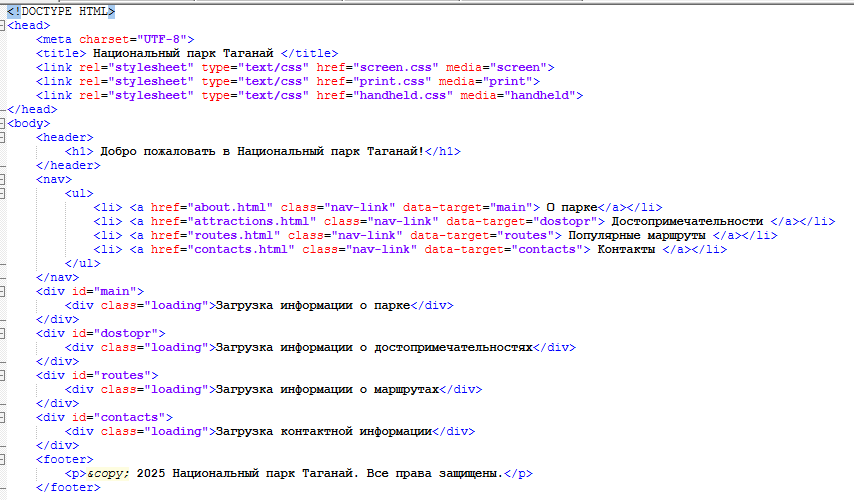 <!DOCTYPE HTML>
<head>
    <meta charset="UTF-8">
    <title> Национальный парк Таганай </title>
    <link rel="stylesheet" type="text/css" href="screen.css" media="screen">
    <link rel="stylesheet" type="text/css" href="print.css" media="print">
    <link rel="stylesheet" type="text/css" href="handheld.css" media="handheld">
</head>
<body>
    <header>
        <h1> Добро пожаловать в Национальный парк Таганай!</h1>
    </header>
    <nav>
        <ul>
            <li> <a href="about.html" class="nav-link" data-target="main"> О парке</a></li>
            <li> <a href="attractions.html" class="nav-link" data-target="dostopr"> Достопримечательности </a></li>
            <li> <a href="routes.html" class="nav-link" data-target="routes"> Популярные маршруты </a></li>
            <li> <a href="contacts.html" class="nav-link" data-target="contacts"> Контакты </a></li>
        </ul>
    </nav>
    <div id="main">
        <div class="loading">Загрузка информации о парке</div>
    </div>
    <div id="dostopr">
        <div class="loading">Загрузка информации о достопримечательностях</div>
    </div>
    <div id="routes">
        <div class="loading">Загрузка информации о маршрутах</div>
    </div>
    <div id="contacts">
        <div class="loading">Загрузка контактной информации</div>
    </div>
    <footer>
        <p>&copy; 2025 Национальный парк Таганай. Все права защищены.</p>
    </footer>